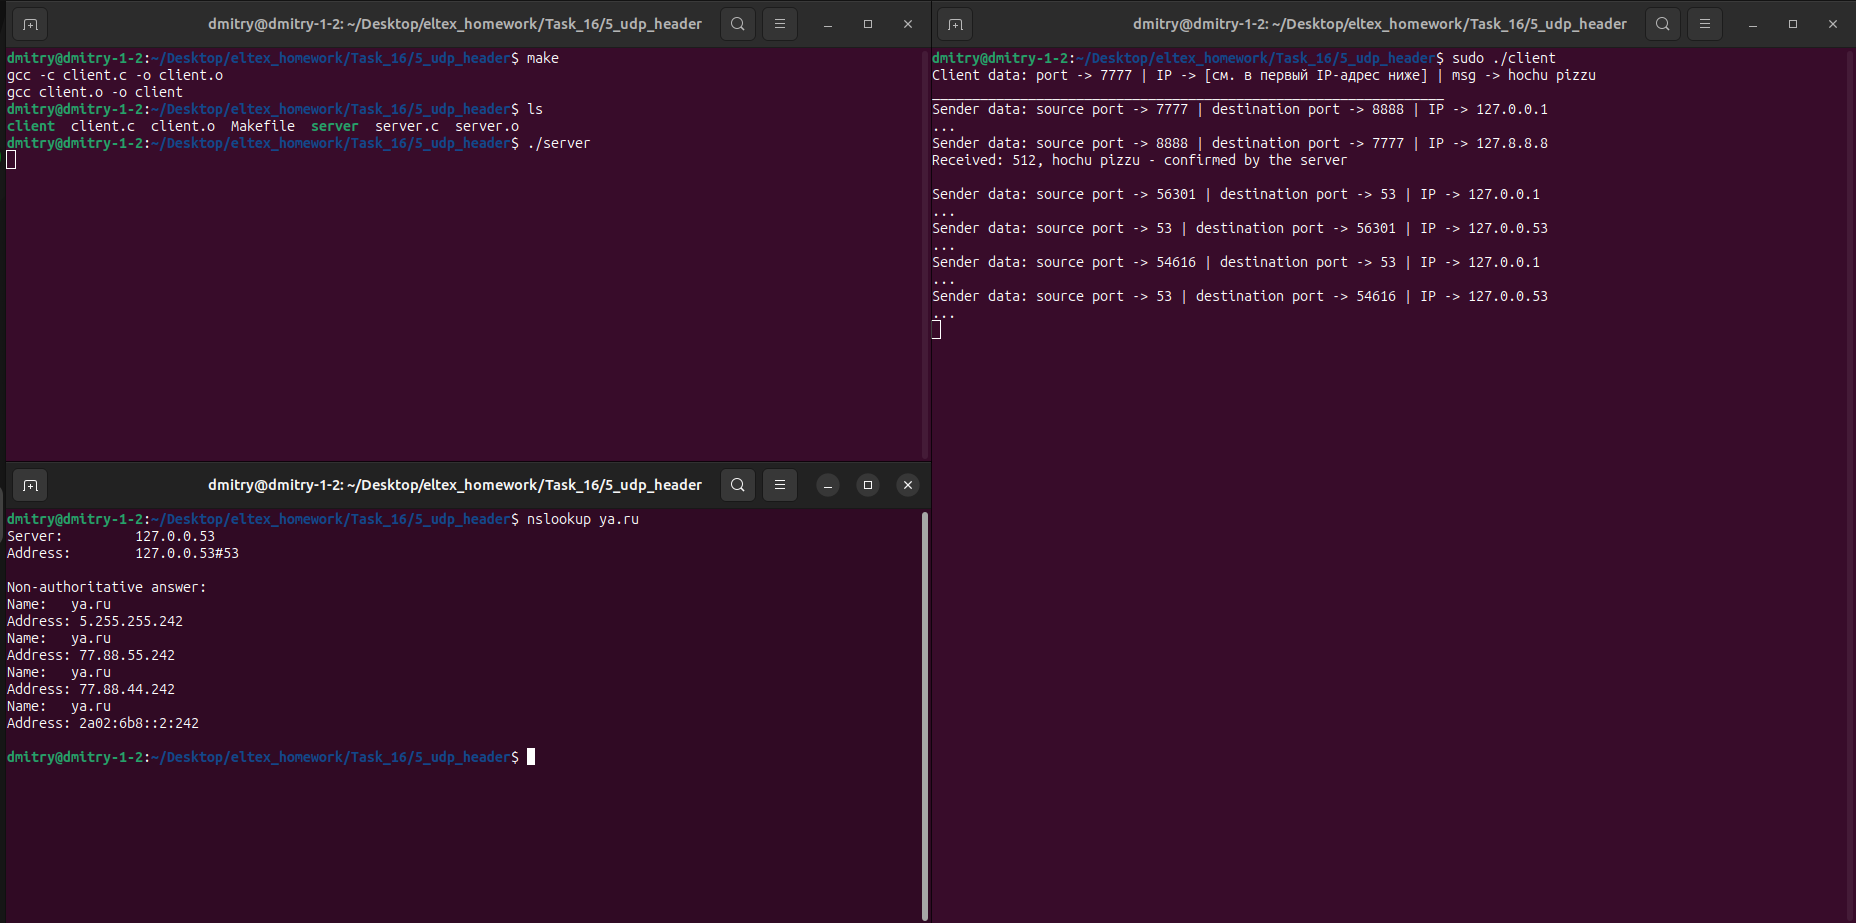 dmitry@dmitry-1-2: ~/Desktop/eltex_homework/Task_16/5_udp_header
dmitry@dmitry-1-2:~/Desktop/eltex_homework/Task_16/5_udp_header$ make
gcc -c client.c -o client.o
gcc client.o -o client
dmitry@dmitry-1-2:~/Desktop/eltex_homework/Task_16/5_udp_header$ ls
client  client.c  client.o  Makefile  server  server.c  server.o
dmitry@dmitry-1-2:~/Desktop/eltex_homework/Task_16/5_udp_header$ ./server
dmitry@dmitry-1-2: ~/Desktop/eltex_homework/Task_16/5_udp_header
dmitry@dmitry-1-2:~/Desktop/eltex_homework/Task_16/5_udp_header$ nslookup ya.ru
Server:         127.0.0.53
Address:        127.0.0.53#53
Non-authoritative answer:
Name:   ya.ru
Address: 5.255.255.242
Name:   ya.ru
Address: 77.88.55.242
Name:   ya.ru
Address: 77.88.44.242
Name:   ya.ru
Address: 2a02:6b8::2:242
dmitry@dmitry-1-2:~/Desktop/eltex_homework/Task_16/5_udp_header$
dmitry@dmitry-1-2: ~/Desktop/eltex_homework/Task_16/5_udp_header
dmitry@dmitry-1-2:~/Desktop/eltex_homework/Task_16/5_udp_header$ sudo ./client
Client data: port -> 7777 | IP -> [см. в первый IP-адрес ниже] | msg -> hochu pizzu
________________________________________________________________
Sender data: source port -> 7777 | destination port -> 8888 | IP -> 127.0.0.1
...
Sender data: source port -> 8888 | destination port -> 7777 | IP -> 127.8.8.8
Received: 512, hochu pizzu - confirmed by the server
Sender data: source port -> 56301 | destination port -> 53 | IP -> 127.0.0.1
...
Sender data: source port -> 53 | destination port -> 56301 | IP -> 127.0.0.53
...
Sender data: source port -> 54616 | destination port -> 53 | IP -> 127.0.0.1
...
Sender data: source port -> 53 | destination port -> 54616 | IP -> 127.0.0.53
...